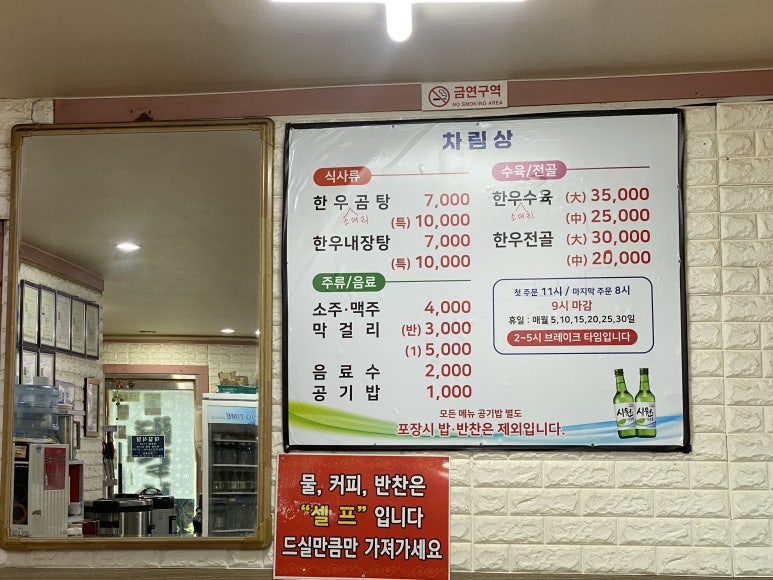 금연구역
NO SMOKING AREA
차림상
식사류
한우곰탕 7,000
소머리
(특) 10,000
한우내장탕 7,000
(특) 10,000
주류/음료
소주·맥주 4,000
막걸리 (반) 3,000
(1) 5,000
음료수 2,000
공기밥 1,000
수육/전골
한우수육 (大) 35,000
소머리
(中) 25,000
한우전골 (大) 30,000
(中) 20,000
첫 주문 11시 / 마지막 주문 8시
9시 마감
휴일 : 매월 5,10,15,20,25,30일
2~5시 브레이크 타임입니다
모든 메뉴 공기밥 별도
포장시 밥·반찬은 제외입니다.
시원
시원
물, 커피, 반찬은
"셀 프" 입니다
드실만큼만 가져가세요